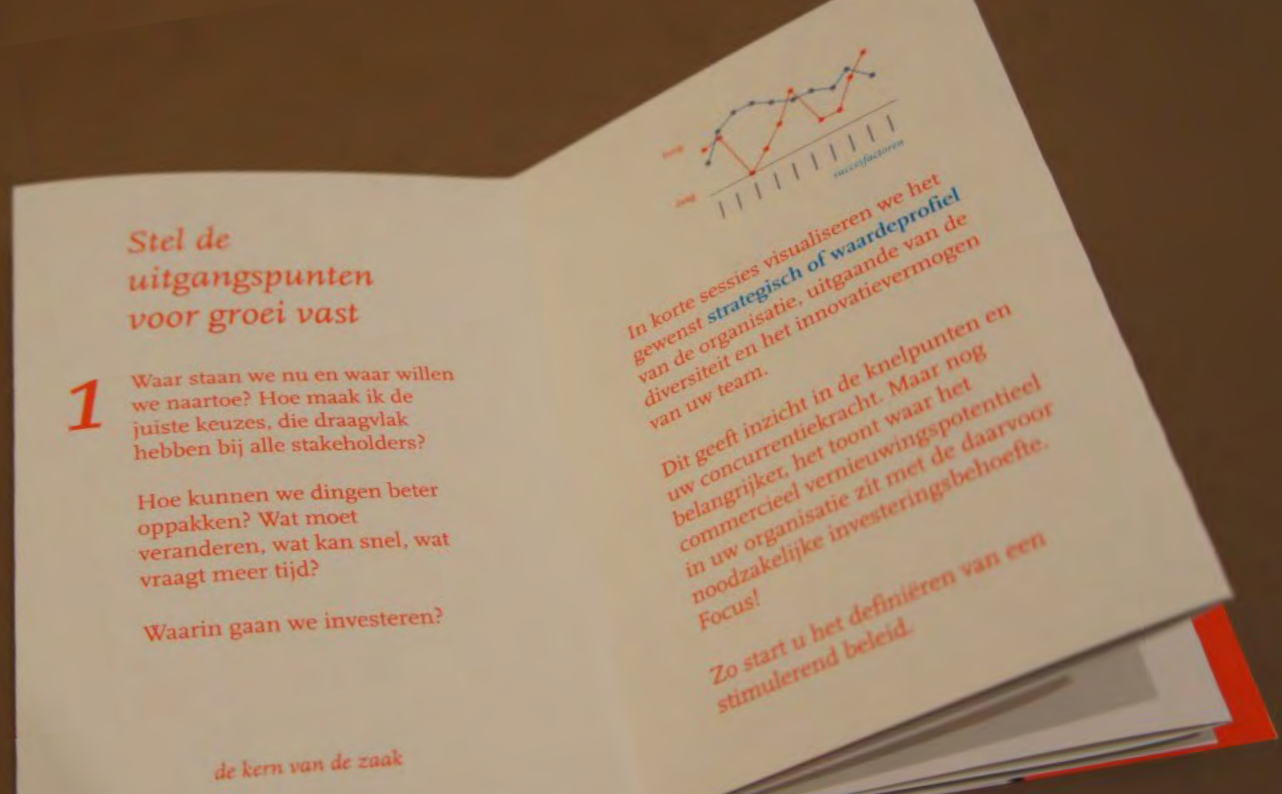 Stel de
uitgangspunten
voor groei vast
1
Waar staan we nu en waar willen
we naartoe? Hoe maak ik de
juiste keuzes, die draagvlak
hebben bij alle stakeholders?
Hoe kunnen we dingen beter
oppakken? Wat moet
veranderen, wat kan snel, wat
vraagt meer tijd?
Waarin gaan we investeren?
de kern van de zaak
succesfactoren
In korte sessies visualiseren we het
gewenst strategisch of waardeprofiel
van de organisatie, uitgaande van de
diversiteit en het innovatievermogen
van uw team.
Dit geeft inzicht in de knelpunten en
uw concurrentiekracht. Maar nog
belangrijker, het toont waar het
commercieel vernieuwingspotentieel
in uw organisatie zit met de daarvoor
noodzakelijke investeringsbehoefte.
Focus!
Zo start u het definiëren van een
stimulerend beleid.